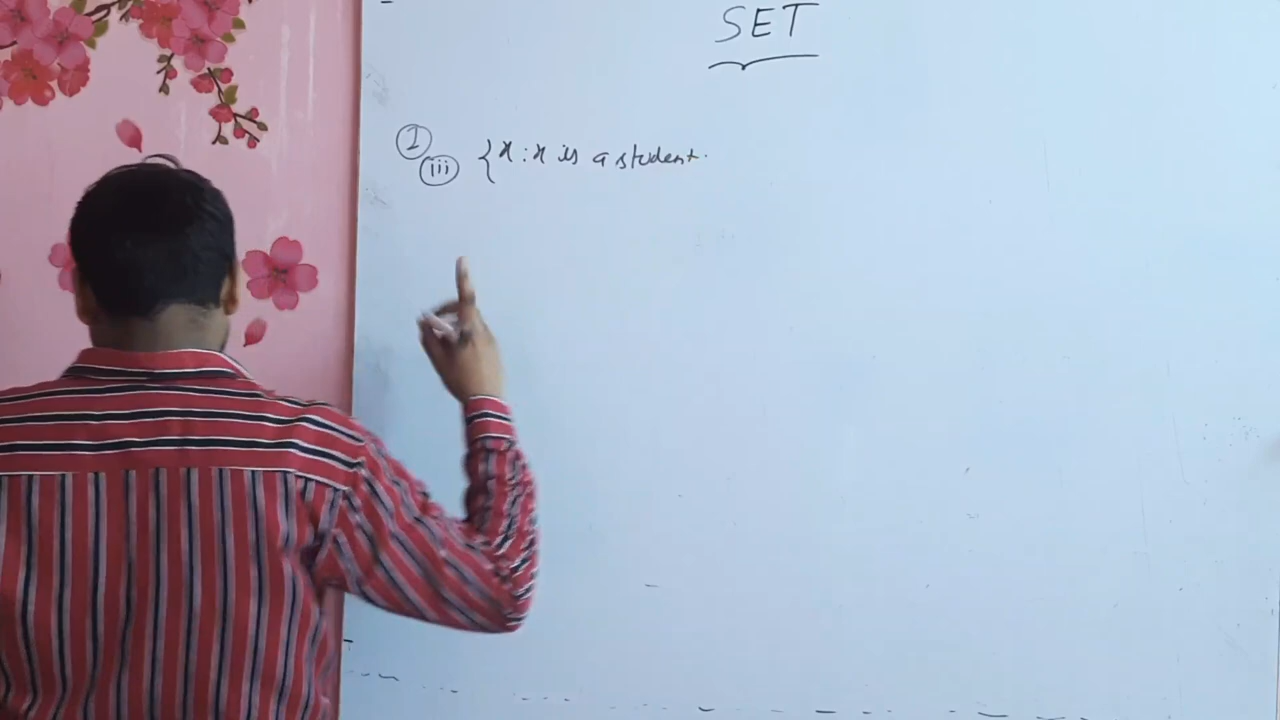 SET
① ⅲ {x : x is a student.